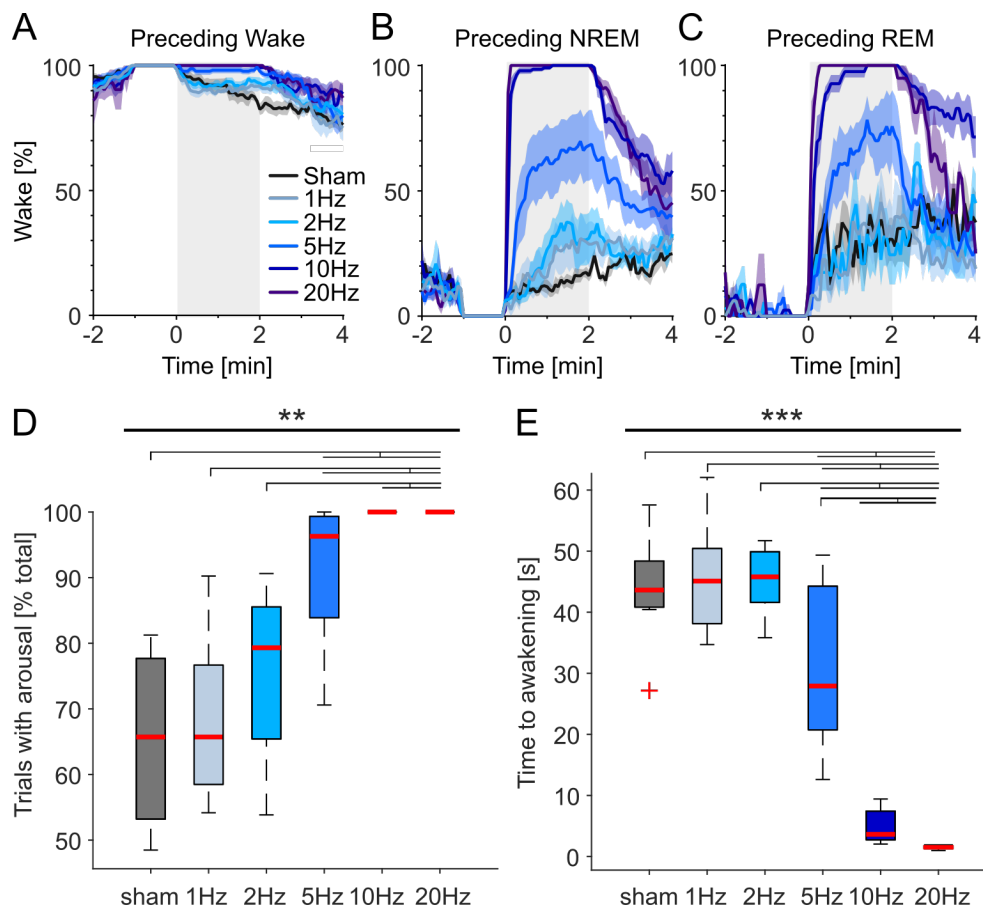 A
Preceding Wake
B
Preceding NREM
C
Preceding REM
Wake [%]
100
50
0
-2
0
2
4
Time [min]
Sham
1Hz
2Hz
5Hz
10Hz
20Hz
100
50
0
-2
0
2
4
Time [min]
100
50
0
-2
0
2
4
Time [min]
D
**
Trials with arousal [% total]
100
90
80
70
60
50
sham 1Hz 2Hz 5Hz 10Hz 20Hz
E
***
Time to awakening [s]
60
50
40
30
20
10
0
sham 1Hz 2Hz 5Hz 10Hz 20Hz